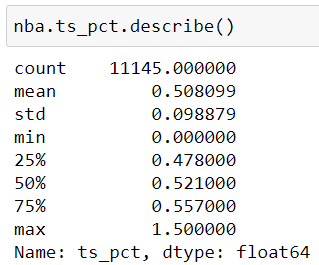 nba.ts_pct.describe()
count    11145.000000
mean         0.508099
std          0.098879
min          0.000000
25%          0.478000
50%          0.521000
75%          0.557000
max          1.500000
Name: ts_pct, dtype: float64